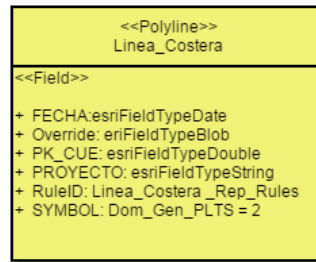 <<Polyline>>
Linea_Costera
<<Field>>
+ FECHA:esriFieldTypeDate
+ Override: eriFieldTypeBlob
+ PK_CUE: esriFieldTypeDouble
+ PROYECTO: esriFieldTypeString
+ RuleID: Linea_Costera _Rep_Rules
+ SYMBOL: Dom_Gen_PLTS = 2